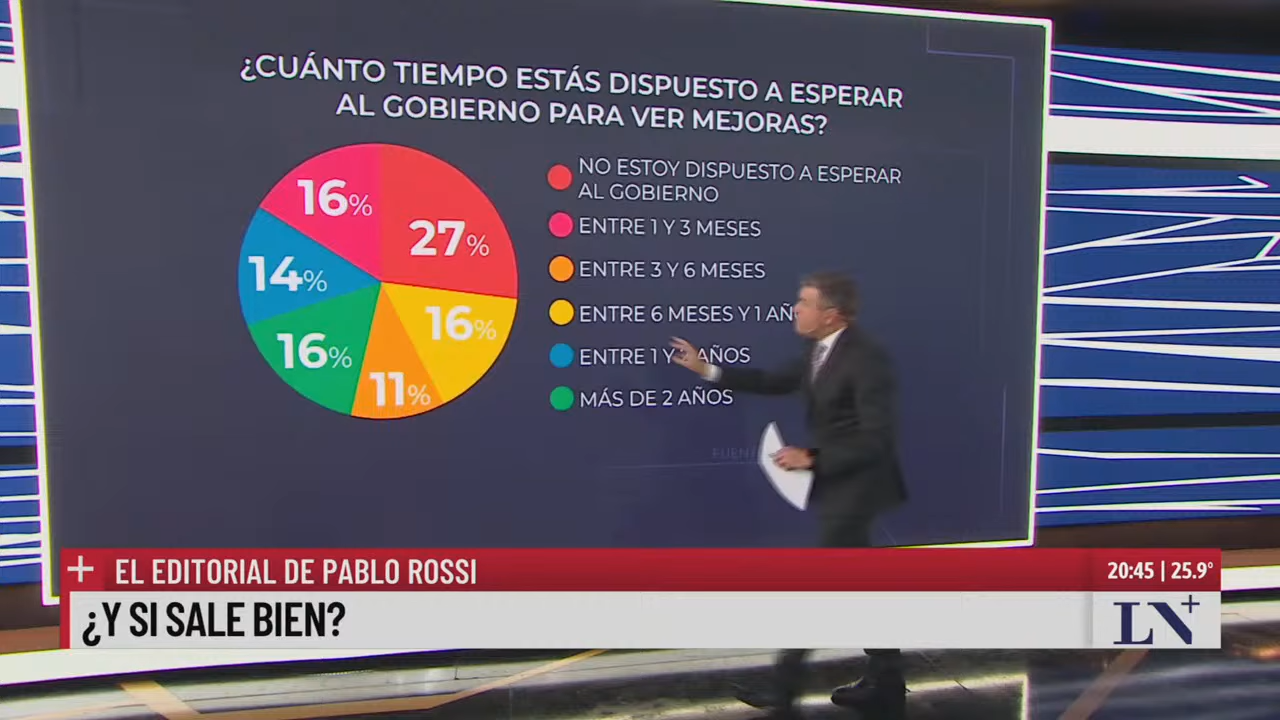 ¿CUÁNTO TIEMPO ESTÁS DISPUESTO A ESPERAR
AL GOBIERNO PARA VER MEJORAS?
16%
27%
14%
16%
16%
11%
NO ESTOY DISPUESTO A ESPERAR
AL GOBIERNO
ENTRE 1 Y 3 MESES
ENTRE 3 Y 6 MESES
ENTRE 6 MESES Y 1
ENTRE 1 Y AÑOS
MÁS DE 2 AÑOS
+ EL EDITORIAL DE PABLO ROSSI
20:45 | 25.9°
¿Y SI SALE BIEN?
LN+